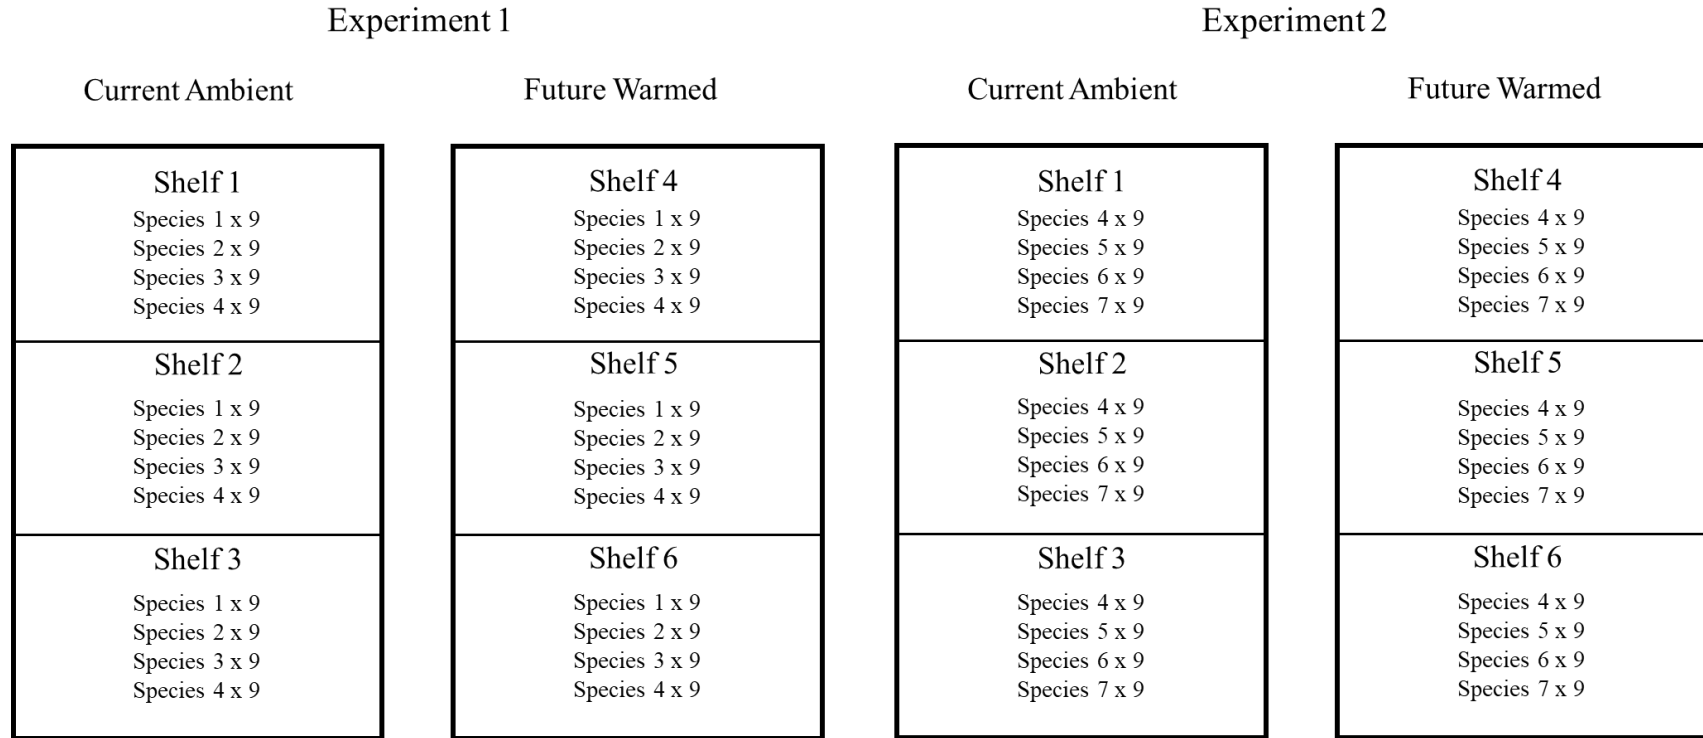 Experiment 1
Current Ambient
Shelf 1
Species 1 x 9
Species 2 x 9
Species 3 x 9
Species 4 x 9
Shelf 2
Species 1 x 9
Species 2 x 9
Species 3 x 9
Species 4 x 9
Shelf 3
Species 1 x 9
Species 2 x 9
Species 3 x 9
Species 4 x 9
Future Warmed
Shelf 4
Species 1 x 9
Species 2 x 9
Species 3 x 9
Species 4 x 9
Shelf 5
Species 1 x 9
Species 2 x 9
Species 3 x 9
Species 4 x 9
Shelf 6
Species 1 x 9
Species 2 x 9
Species 3 x 9
Species 4 x 9
Experiment 2
Current Ambient
Shelf 1
Species 4 x 9
Species 5 x 9
Species 6 x 9
Species 7 x 9
Shelf 2
Species 4 x 9
Species 5 x 9
Species 6 x 9
Species 7 x 9
Shelf 3
Species 4 x 9
Species 5 x 9
Species 6 x 9
Species 7 x 9
Future Warmed
Shelf 4
Species 4 x 9
Species 5 x 9
Species 6 x 9
Species 7 x 9
Shelf 5
Species 4 x 9
Species 5 x 9
Species 6 x 9
Species 7 x 9
Shelf 6
Species 4 x 9
Species 5 x 9
Species 6 x 9
Species 7 x 9